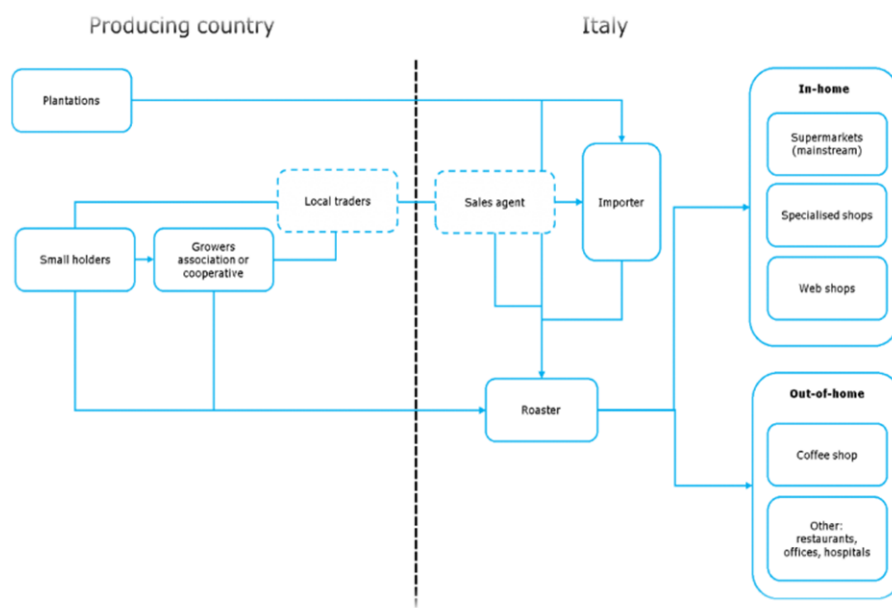 Producing country
Italy
Plantations
Local traders
Small holders
Growers
association or
cooperative
Sales agent
Importer
Roaster
In-home
Supermarkets
(mainstream)
Specialised shops
Web shops
Out-of-home
Coffee shop
Other:
restaurants,
offices, hospitals